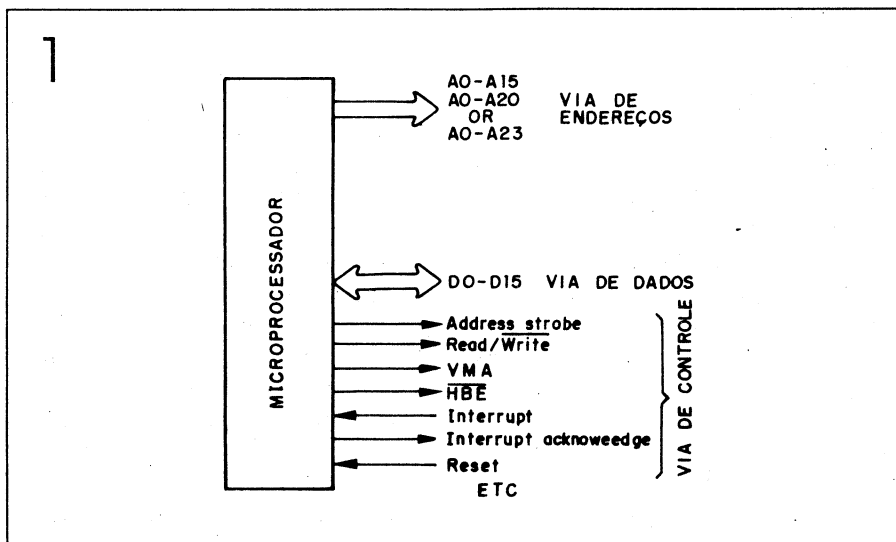 1
A0-A15
A0-A20 VIA DE
OR ENDEREÇOS
A0-A23
MICROPROCESSADOR
D0-D15 VIA DE DADOS
Address strobe
Read/Write
VMA
HBE
Interrupt
Interrupt acknoweedge
Reset
ETC
VIA DE CONTROLE